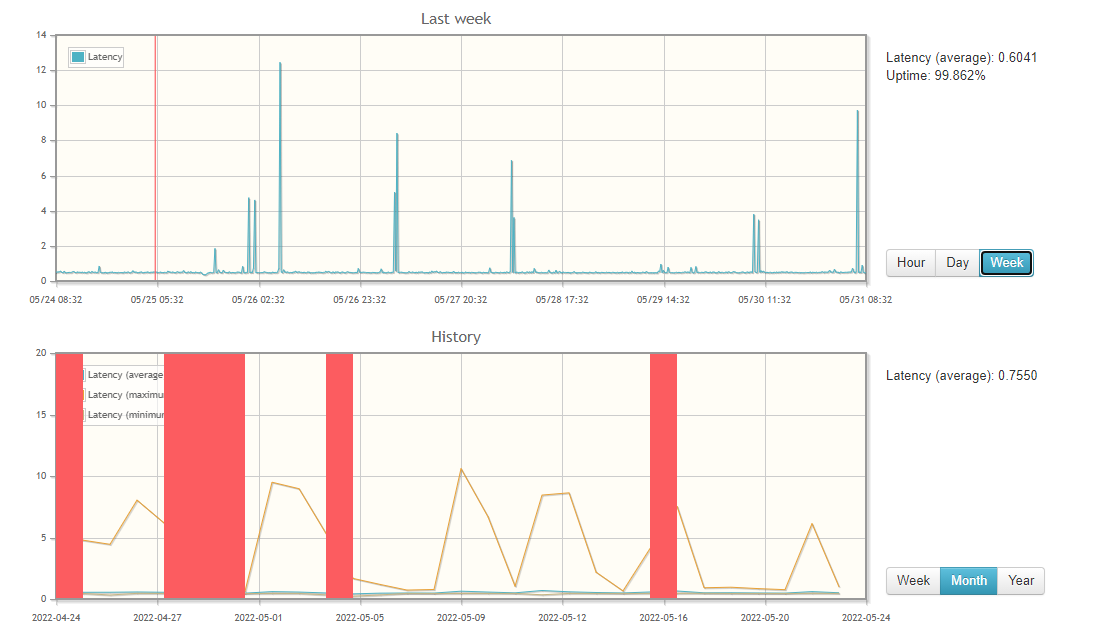 Last week
14
12
10
8
6
4
2
0
Latency
05/24 08:32 05/25 05:32 05/26 02:32 05/26 23:32 05/27 20:32 05/28 17:32 05/29 14:32 05/30 11:32 05/31 08:32
Latency (average): 0.6041
Uptime: 99.862%
Hour Day Week
History
20
15
10
5
0
Latency (average
Latency (maximu
Latency (minimur
2022-04-24 2022-04-27 2022-05-01 2022-05-05 2022-05-09 2022-05-12 2022-05-16 2022-05-20 2022-05-24
Latency (average): 0.7550
Week Month Year